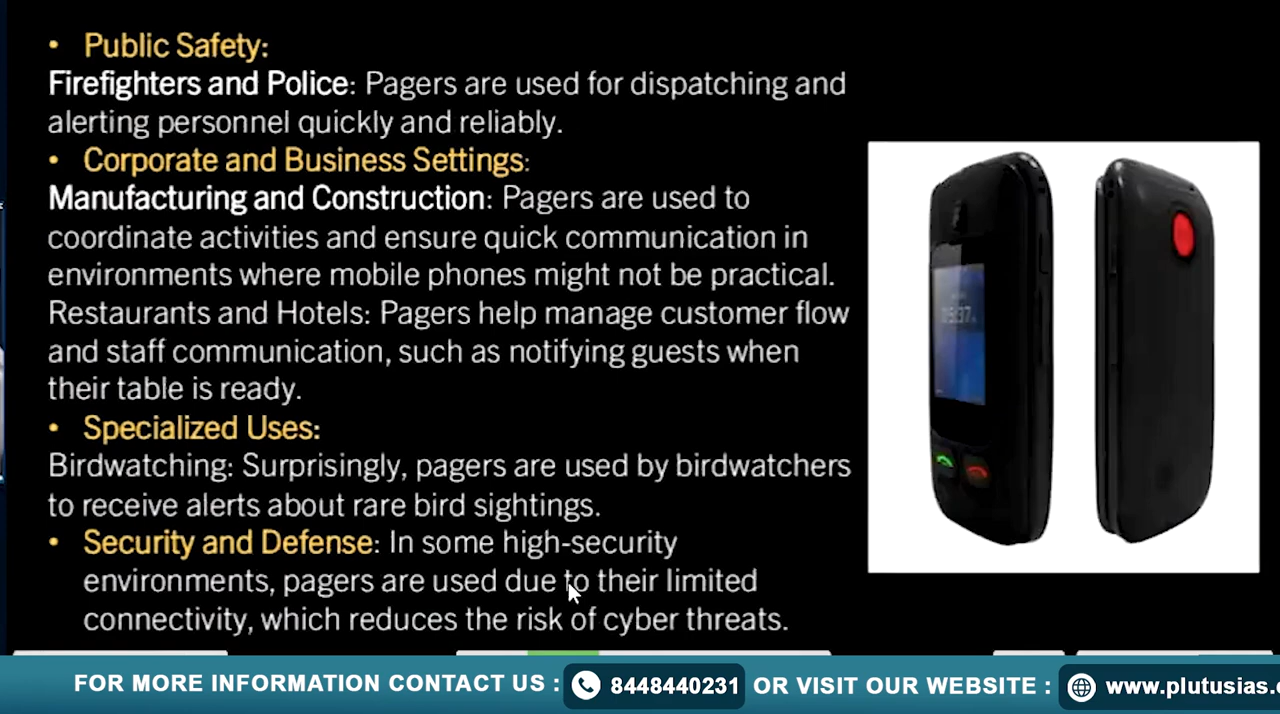 • Public Safety:
Firefighters and Police: Pagers are used for dispatching and
alerting personnel quickly and reliably.
• Corporate and Business Settings:
Manufacturing and Construction: Pagers are used to
coordinate activities and ensure quick communication in
environments where mobile phones might not be practical.
Restaurants and Hotels: Pagers help manage customer flow
and staff communication, such as notifying guests when
their table is ready.
• Specialized Uses:
Birdwatching: Surprisingly, pagers are used by birdwatchers
to receive alerts about rare bird sightings.
• Security and Defense: In some high-security
environments, pagers are used due to their limited
connectivity, which reduces the risk of cyber threats.
FOR MORE INFORMATION CONTACT US : 8448440231 OR VISIT OUR WEBSITE : www.plutusias.